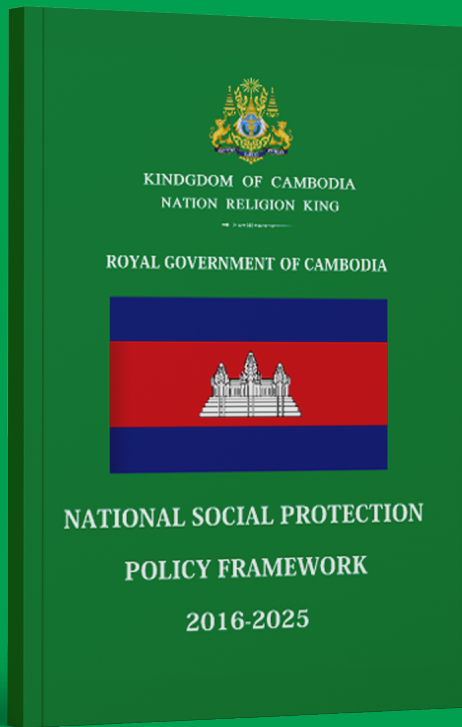 KINDGDOM OF CAMBODIA
NATION RELIGION KING
ROYAL GOVERNMENT OF CAMBODIA
NATIONAL SOCIAL PROTECTION
POLICY FRAMEWORK
2016-2025